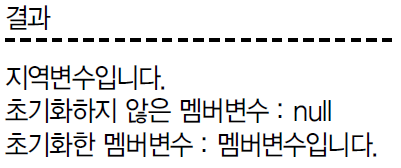 결과
지역변수입니다.
초기화하지 않은 멤버변수 : null
초기화한 멤버변수 : 멤버변수입니다.